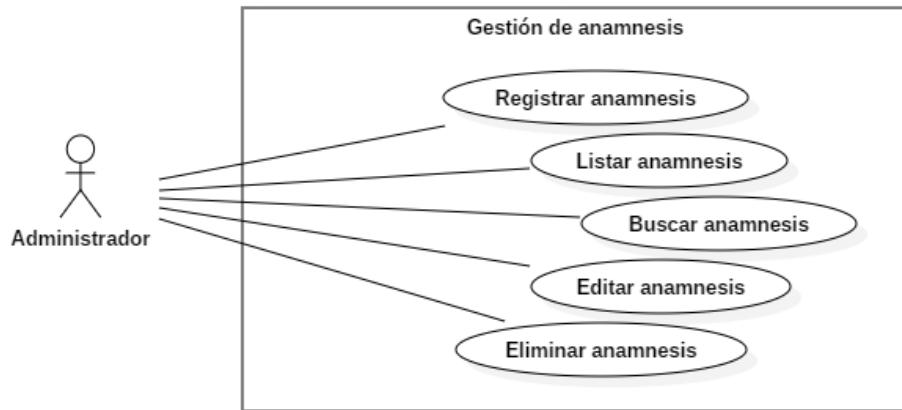 Gestión de anamnesis
Registrar anamnesis
Listar anamnesis
Buscar anamnesis
Administrador
Editar anamnesis
Eliminar anamnesis